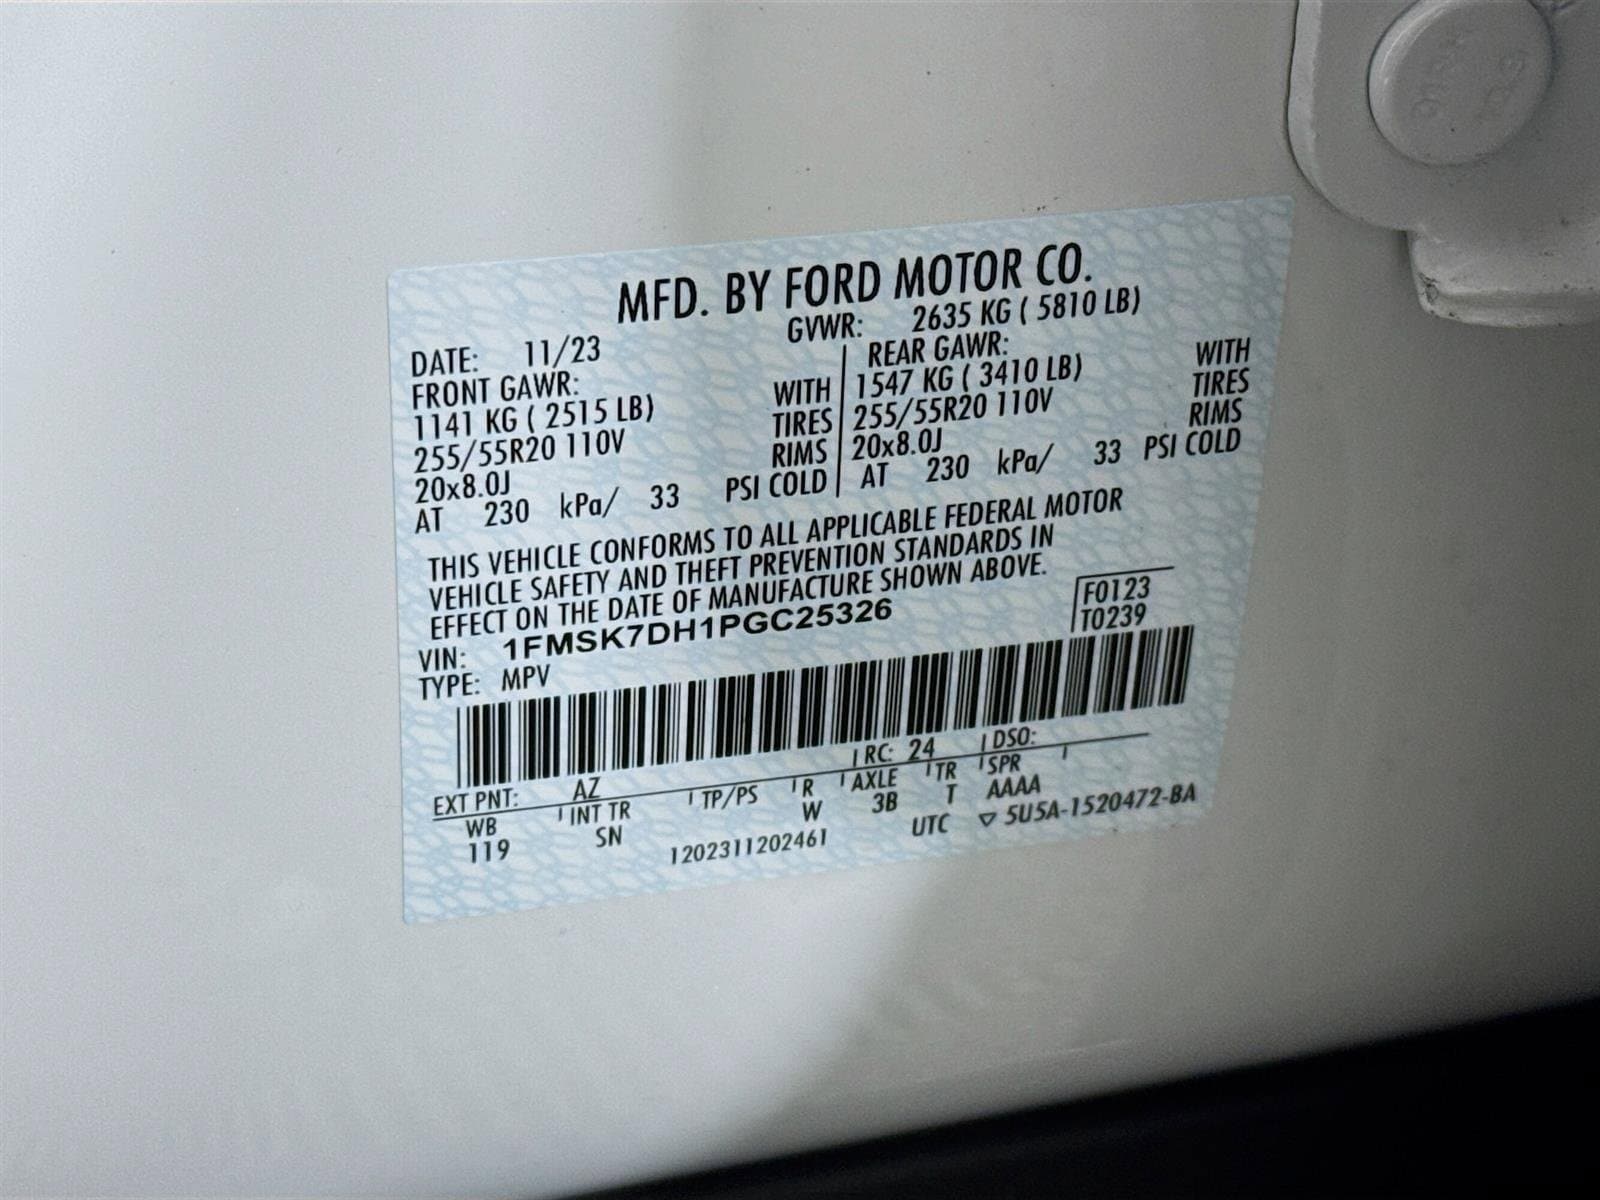 MFD. BY FORD MOTOR CO.
DATE: 11/23 GVWR: 2635 KG ( 5810 LB)
FRONT GAWR: REAR GAWR:
1141 KG ( 2515 LB) WITH 1547 KG ( 3410 LB) WITH
255/55R20 110V TIRES 255/55R20 110V TIRES
20x8.0J RIMS 20x8.0J RIMS
AT 230 kPa/ 33 PSI COLD AT 230 kPa/ 33 PSI COLD
THIS VEHICLE CONFORMS TO ALL APPLICABLE FEDERAL MOTOR
VEHICLE SAFETY AND THEFT PREVENTION STANDARDS IN
EFFECT ON THE DATE OF MANUFACTURE SHOWN ABOVE.
VIN: 1FMSK7DH1PGC25326 F0123
TYPE: MPV T0239
EXT PNT: AZ RC: 24 DSO:
WB INT TR TP/PS R AXLE TR SPR
119 SN W 3B T AAAA
1202311202461 UTC ▽ 5U5A-1520472-BA